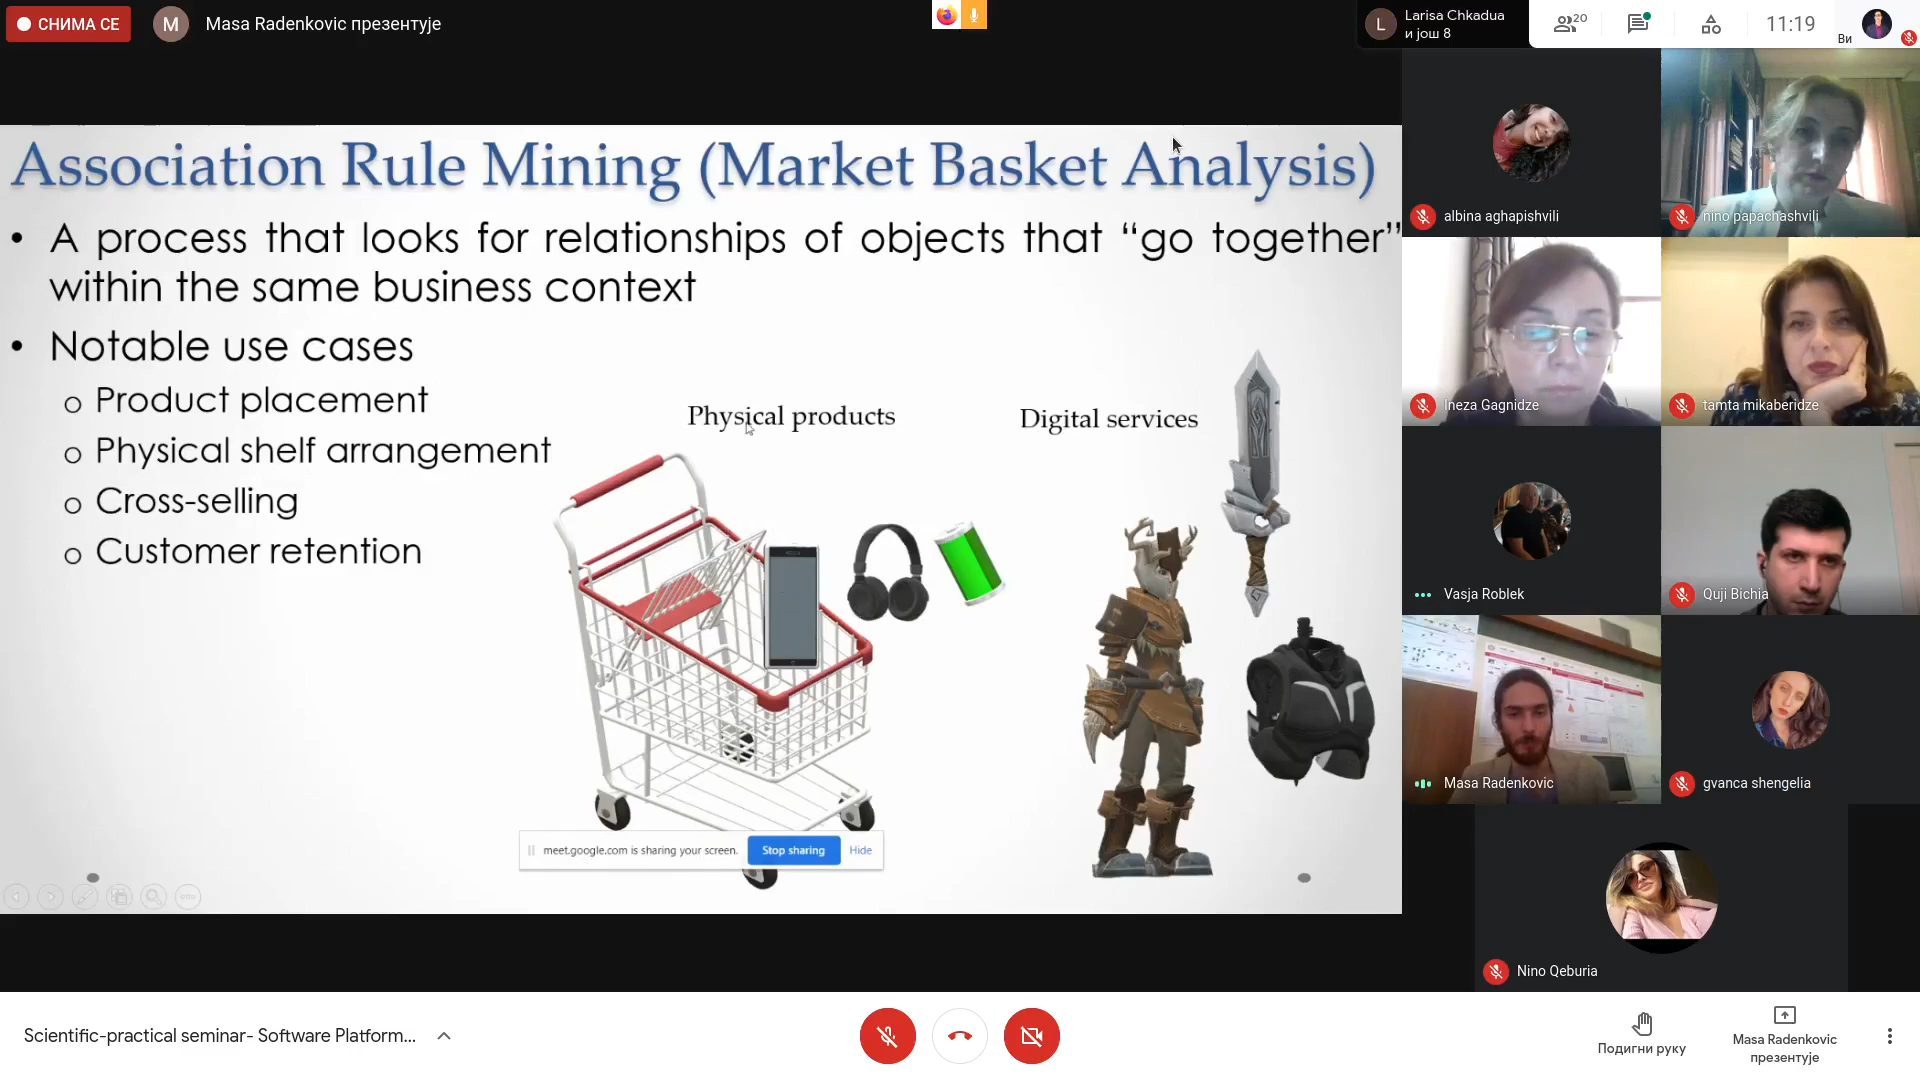 СНИМА СЕ
M
Masa Radenkovic презентује
L
Larisa Chkadua
и још 8
20
11:19
Ви
Association Rule Mining (Market Basket Analysis)
• A process that looks for relationships of objects that “go together”
within the same business context
• Notable use cases
o Product placement
o Physical shelf arrangement
o Cross-selling
o Customer retention
Physical products
Digital services
meet.google.com is sharing your screen.
Stop sharing
Hide
albina aghapishvili
nino papachashvili
Ineza Gagnidze
tamta mikaberidze
Vasja Roblek
Quji Bichia
Masa Radenkovic
gvanca shengelia
Nino Qeburia
Scientific-practical seminar- Software Platform...
Подигни руку
Masa Radenkovic
презентује